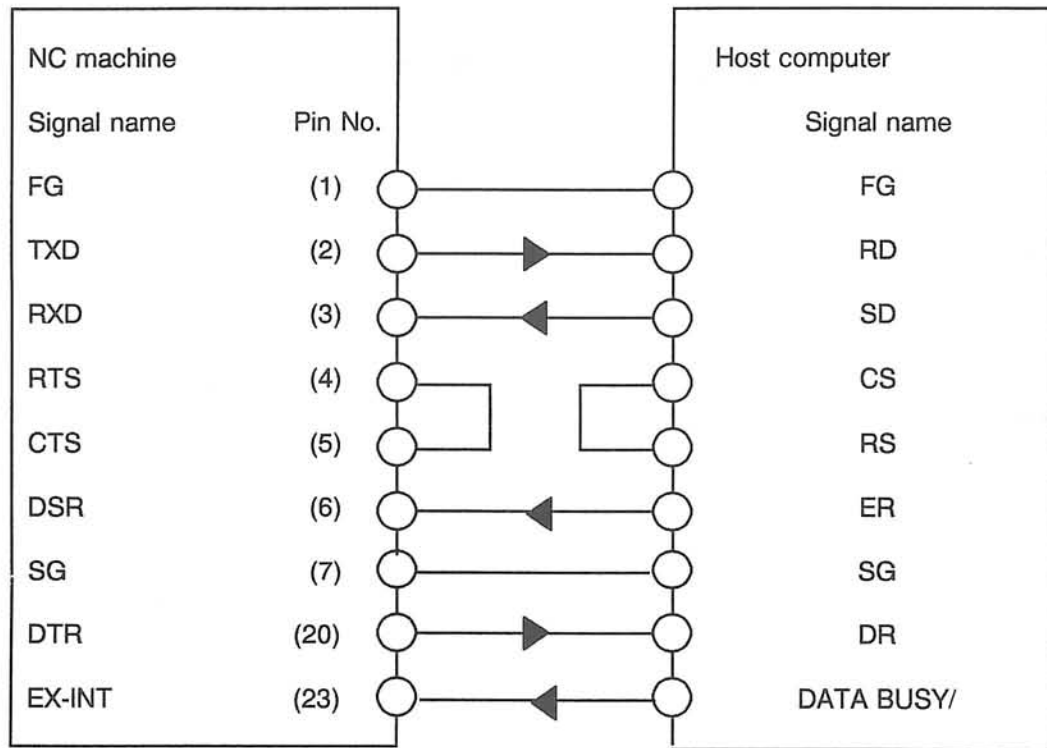 NC machine Host computer
Signal name Pin No. Signal name
FG (1) FG
TXD (2) RD
RXD (3) SD
RTS (4) CS
CTS (5) RS
DSR (6) ER
SG (7) SG
DTR (20) DR
EX-INT (23) DATA BUSY/